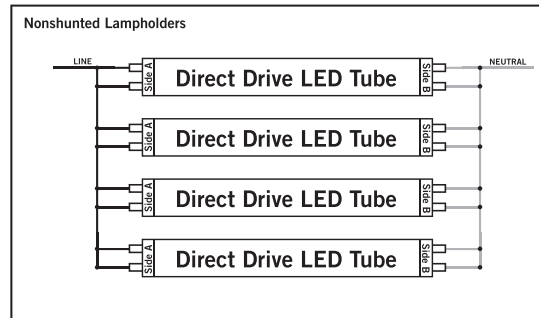 Nonshunted Lampholders
LINE
NEUTRAL
Side A
Direct Drive LED Tube
Side B
Side A
Direct Drive LED Tube
Side B
Side A
Direct Drive LED Tube
Side B
Side A
Direct Drive LED Tube
Side B